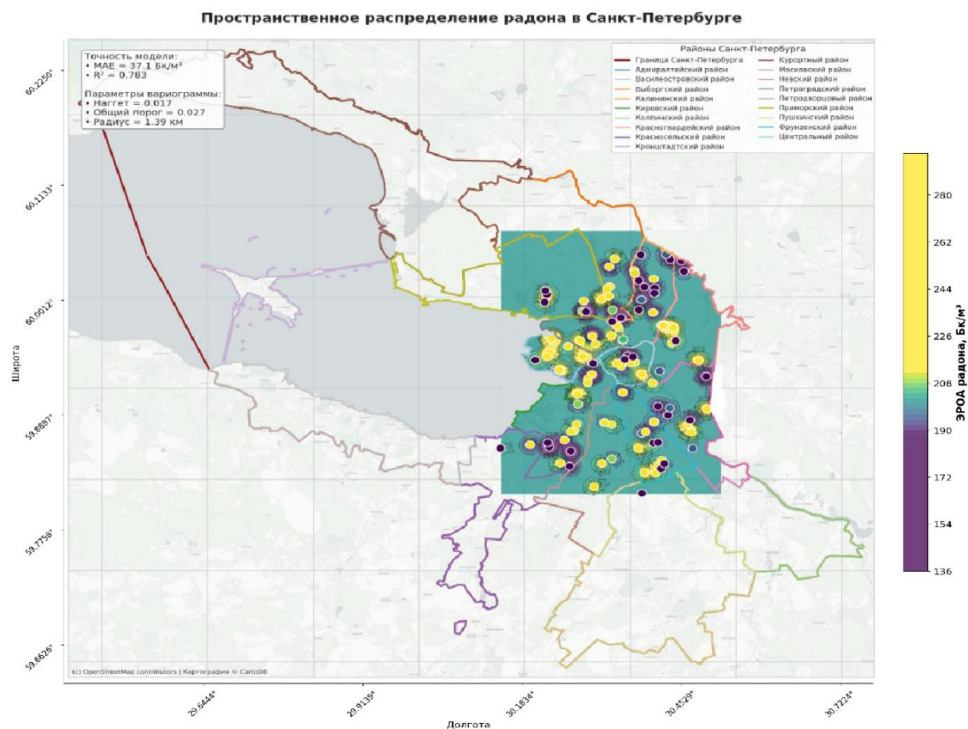 Пространственное распределение радона в Санкт-Петербурге
Точность модели:
• MAE = 37.1 Бк/м³
• R² = 0.783
Параметры вариограммы:
• Наггет = 0.017
• Общий порог = 0.027
• Радиус = 1.39 км
Районы Санкт-Петербурга
Граница Санкт-Петербурга
Адмиралтейский район
Василеостровский район
Выборгский район
Калининский район
Кировский район
Колпинский район
Красногвардейский район
Красносельский район
Кронштадтский район
Курортный район
Московский район
Невский район
Петроградский район
Петродворцовый район
Приморский район
Пушкинский район
Фрунзенский район
Центральный район
60.2250°
60.1133°
60.0012°
59.8887°
59.7758°
59.6626°
Широта
29.6444°
29.9139°
30.1834°
30.4529°
30.7224°
Долгота
280
262
244
226
208
190
172
154
136
ЭРОА радона, Бк/м³
(c) OpenStreetMap contributors | Картография © CartoDB